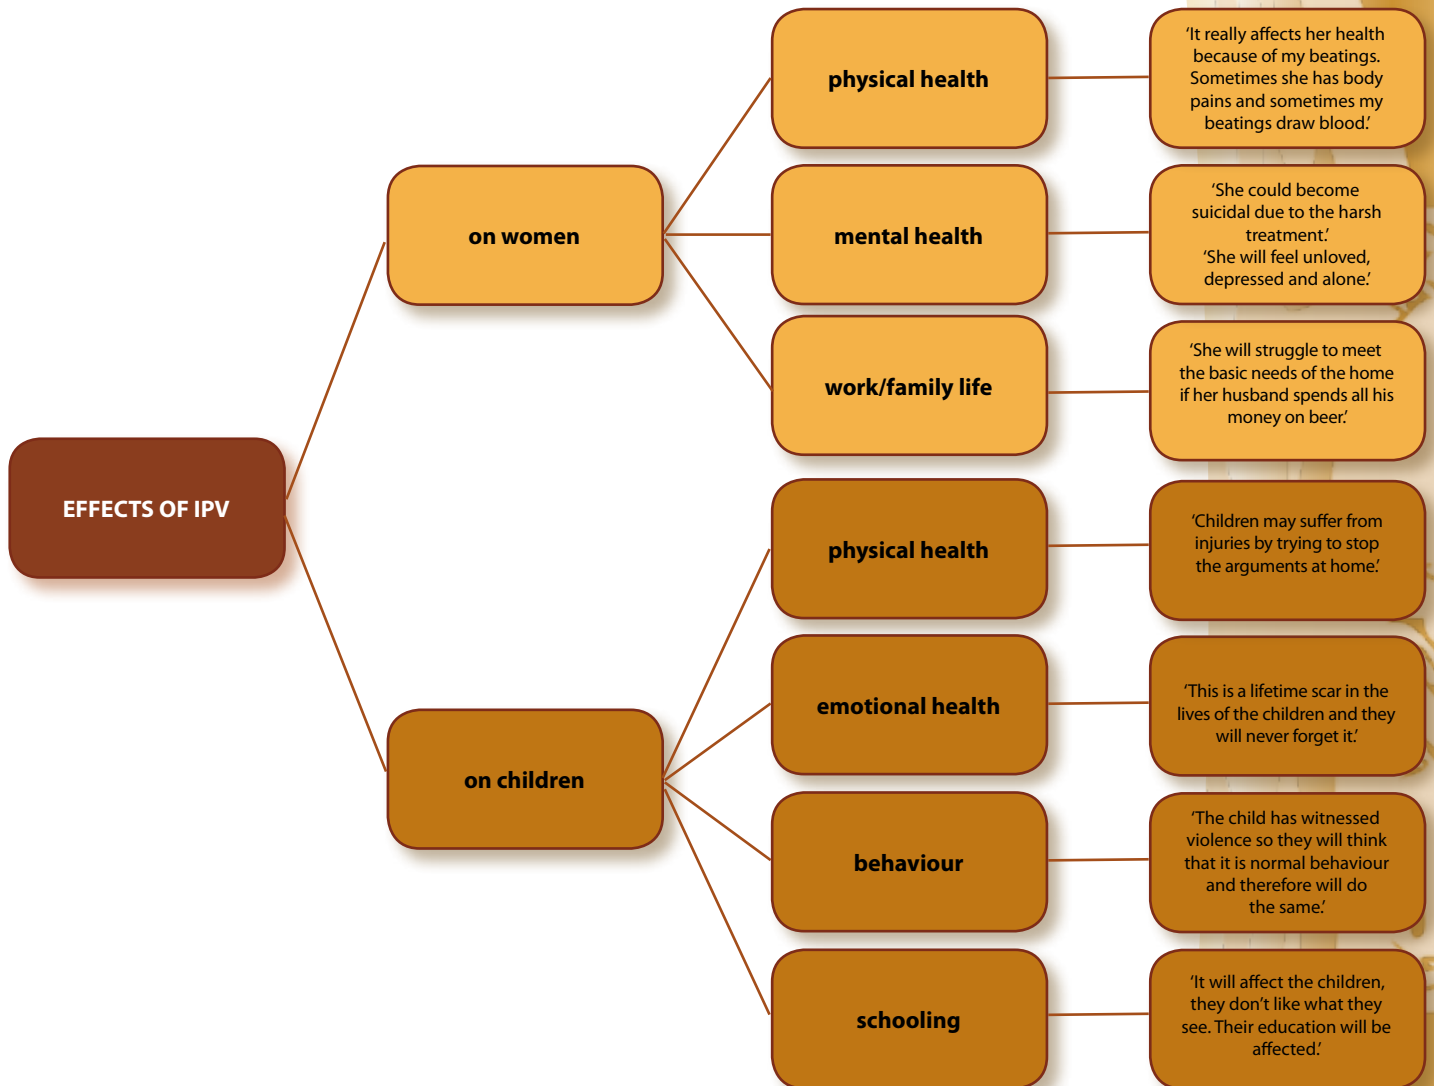 EFFECTS OF IPV
on women
physical health
‘It really affects her health
because of my beatings.
Sometimes she has body
pains and sometimes my
beatings draw blood.’
mental health
‘She could become
suicidal due to the harsh
treatment.’
‘She will feel unloved,
depressed and alone.’
work/family life
‘She will struggle to meet
the basic needs of the home
if her husband spends all his
money on beer.’
on children
physical health
‘Children may suffer from
injuries by trying to stop
the arguments at home.’
emotional health
‘This is a lifetime scar in the
lives of the children and they
will never forget it.’
behaviour
‘The child has witnessed
violence so they will think
that it is normal behaviour
and therefore will do
the same.’
schooling
‘It will affect the children,
they don’t like what they
see. Their education will be
affected.’